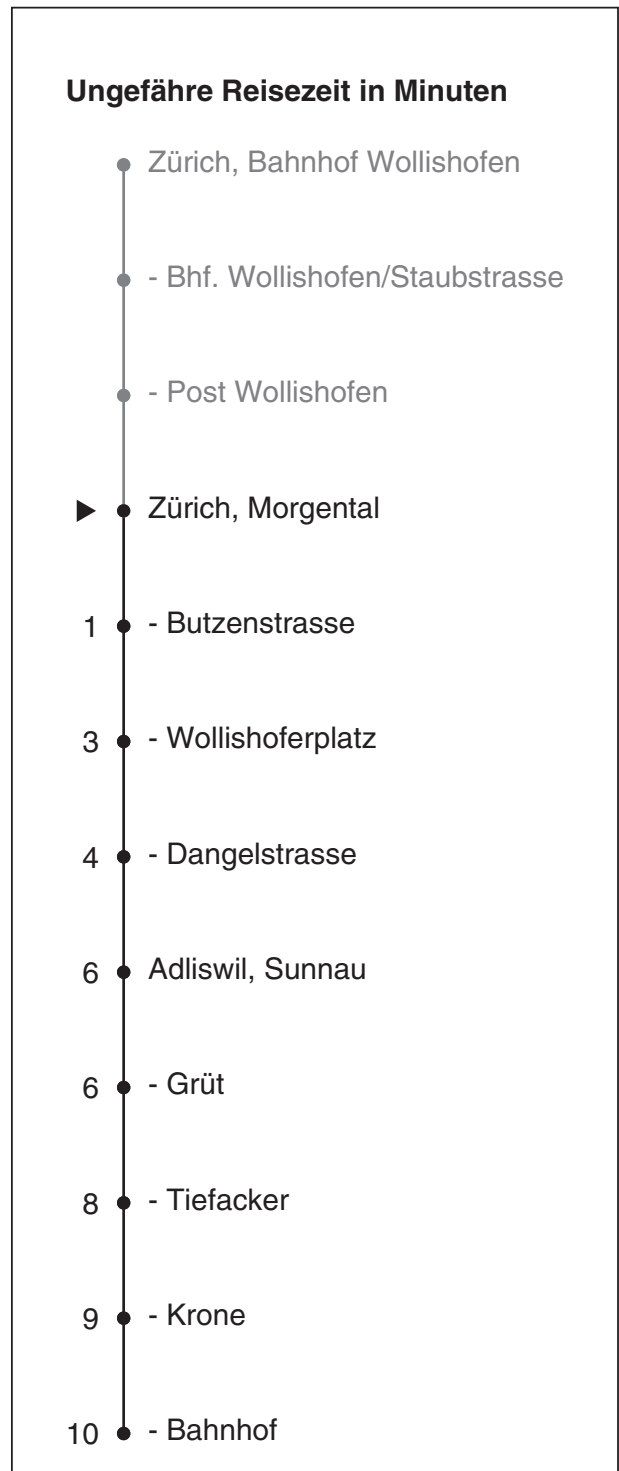 Ungefähre Reisezeit in Minuten
Zürich, Bahnhof Wollishofen
- Bhf. Wollishofen/Staubstrasse
- Post Wollishofen
Zürich, Morgental
1 - Butzenstrasse
3 - Wollishoferplatz
4 - Dangelstrasse
6 Adliswil, Sunnau
6 - Grüt
8 - Tiefacker
9 - Krone
10 - Bahnhof